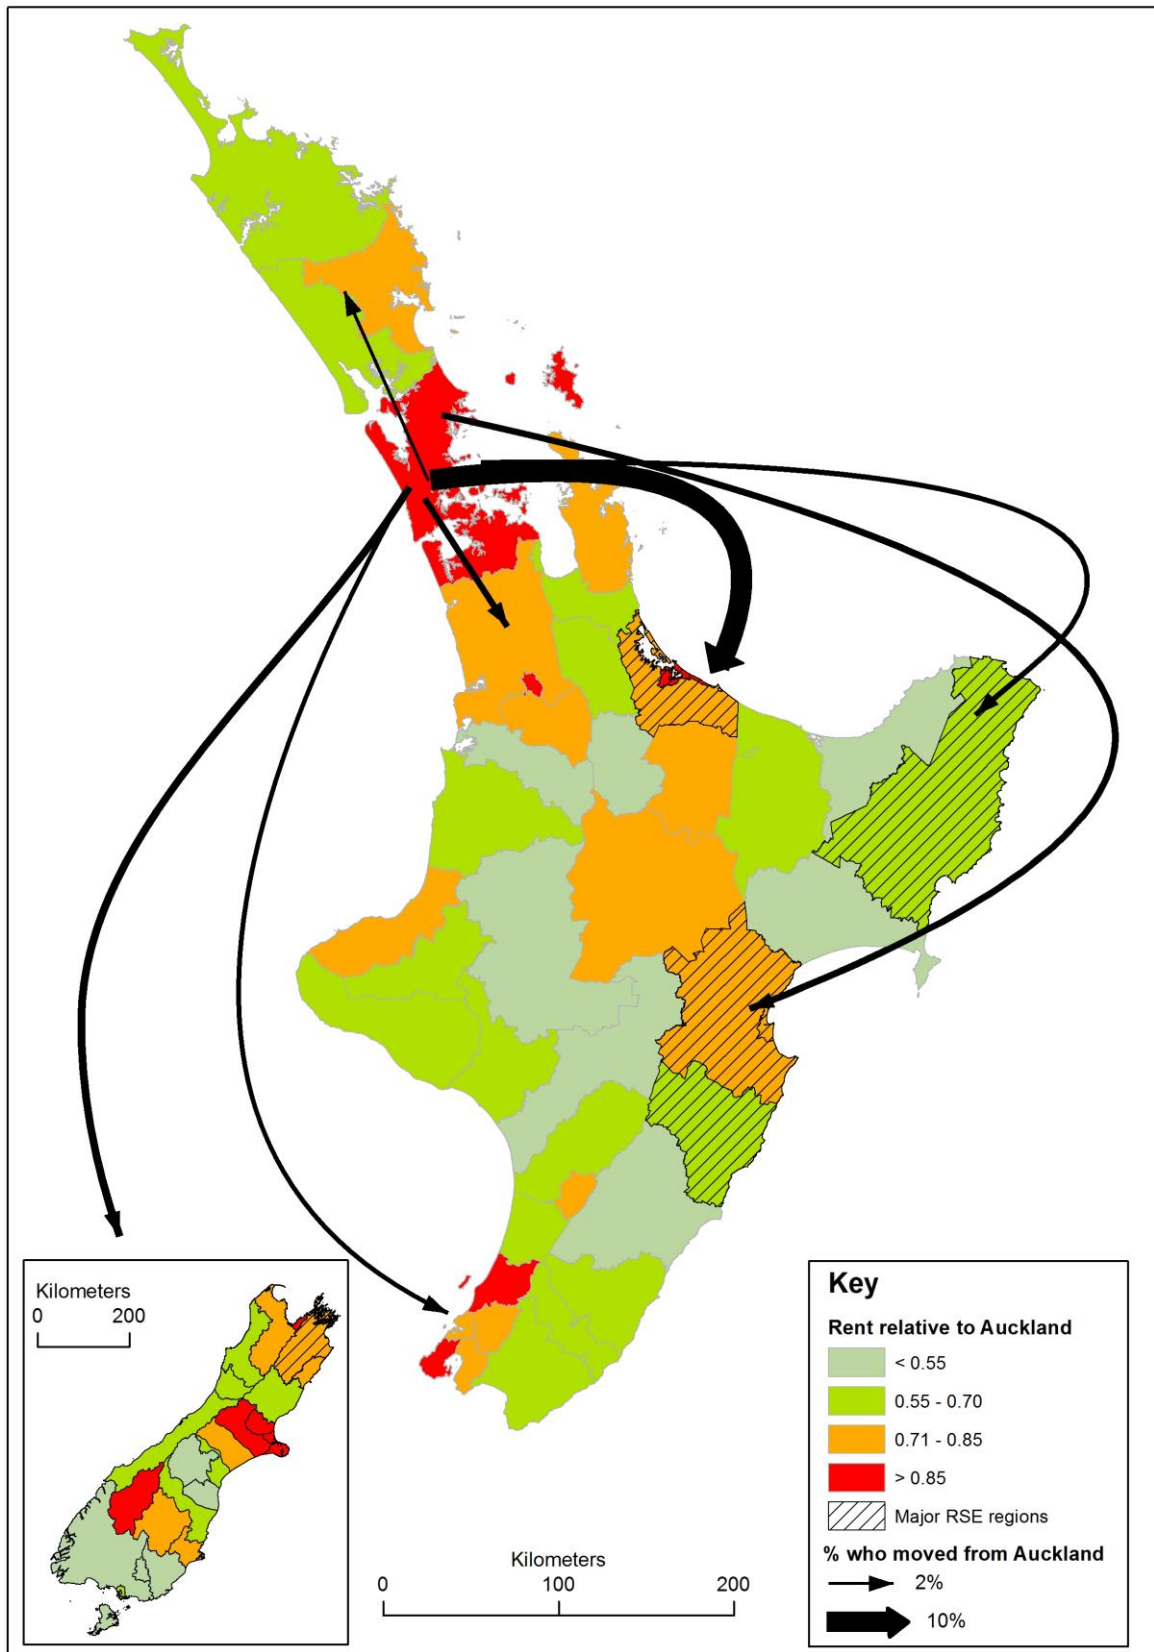 Kilometers
0 200
Kilometers
0 100 200
Key
Rent relative to Auckland
< 0.55
0.55 - 0.70
0.71 - 0.85
> 0.85
Major RSE regions
% who moved from Auckland
2%
10%